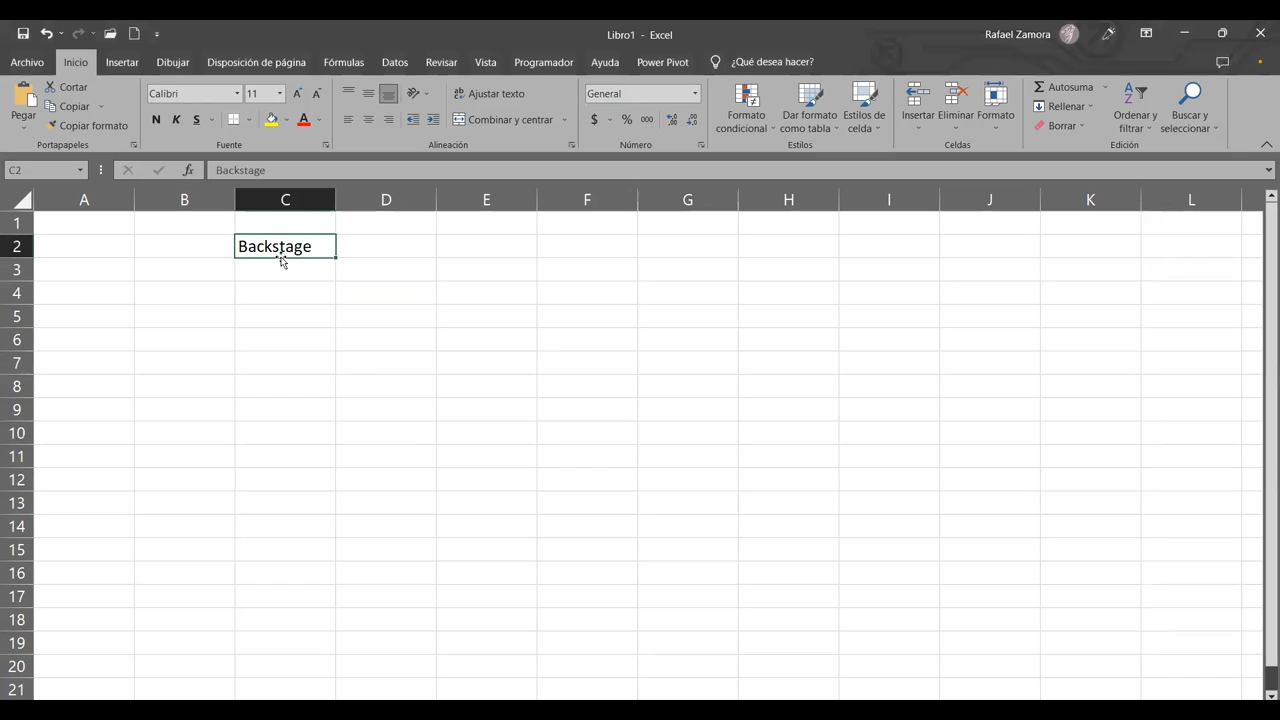 Libro1 - Excel
Rafael Zamora
Archivo Inicio Insertar Dibujar Disposición de página Fórmulas Datos Revisar Vista Programador Ayuda Power Pivot ¿Qué desea hacer?
Pegar
Cortar
Copiar
Copiar formato
Portapapeles
Calibri 11
N K S
Fuente
Ajustar texto
Combinar y centrar
Alineación
General
$ % 000
Número
Formato condicional
Dar formato como tabla
Estilos de celda
Estilos
Insertar Eliminar Formato
Celdas
Autosuma
Rellenar
Borrar
Ordenar y filtrar
Buscar y seleccionar
Edición
C2 fx Backstage
A B C D E F G H I J K L
1
2 Backstage
3
4
5
6
7
8
9
10
11
12
13
14
15
16
17
18
19
20
21